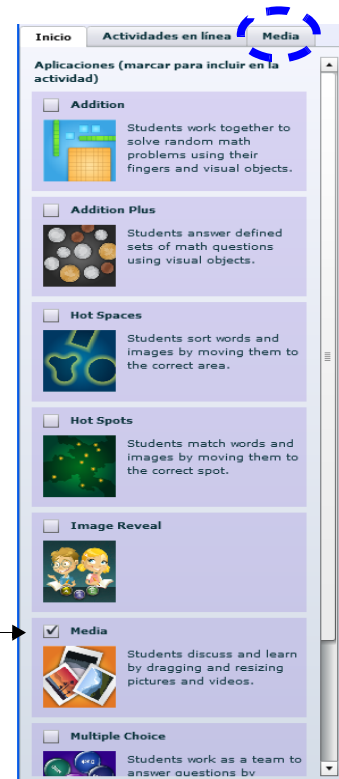 Inicio
Actividades en línea
Media
Aplicaciones (marcar para incluir en la
actividad)
Addition
Students work together to
solve random math
problems using their
fingers and visual objects.
Addition Plus
Students answer defined
sets of math questions
using visual objects.
Hot Spaces
Students sort words and
images by moving them to
the correct area.
Hot Spots
Students match words and
images by moving them to
the correct spot.
Image Reveal
Media
Students discuss and learn
by dragging and resizing
pictures and videos.
Multiple Choice
Students work as a team to
answer questions by